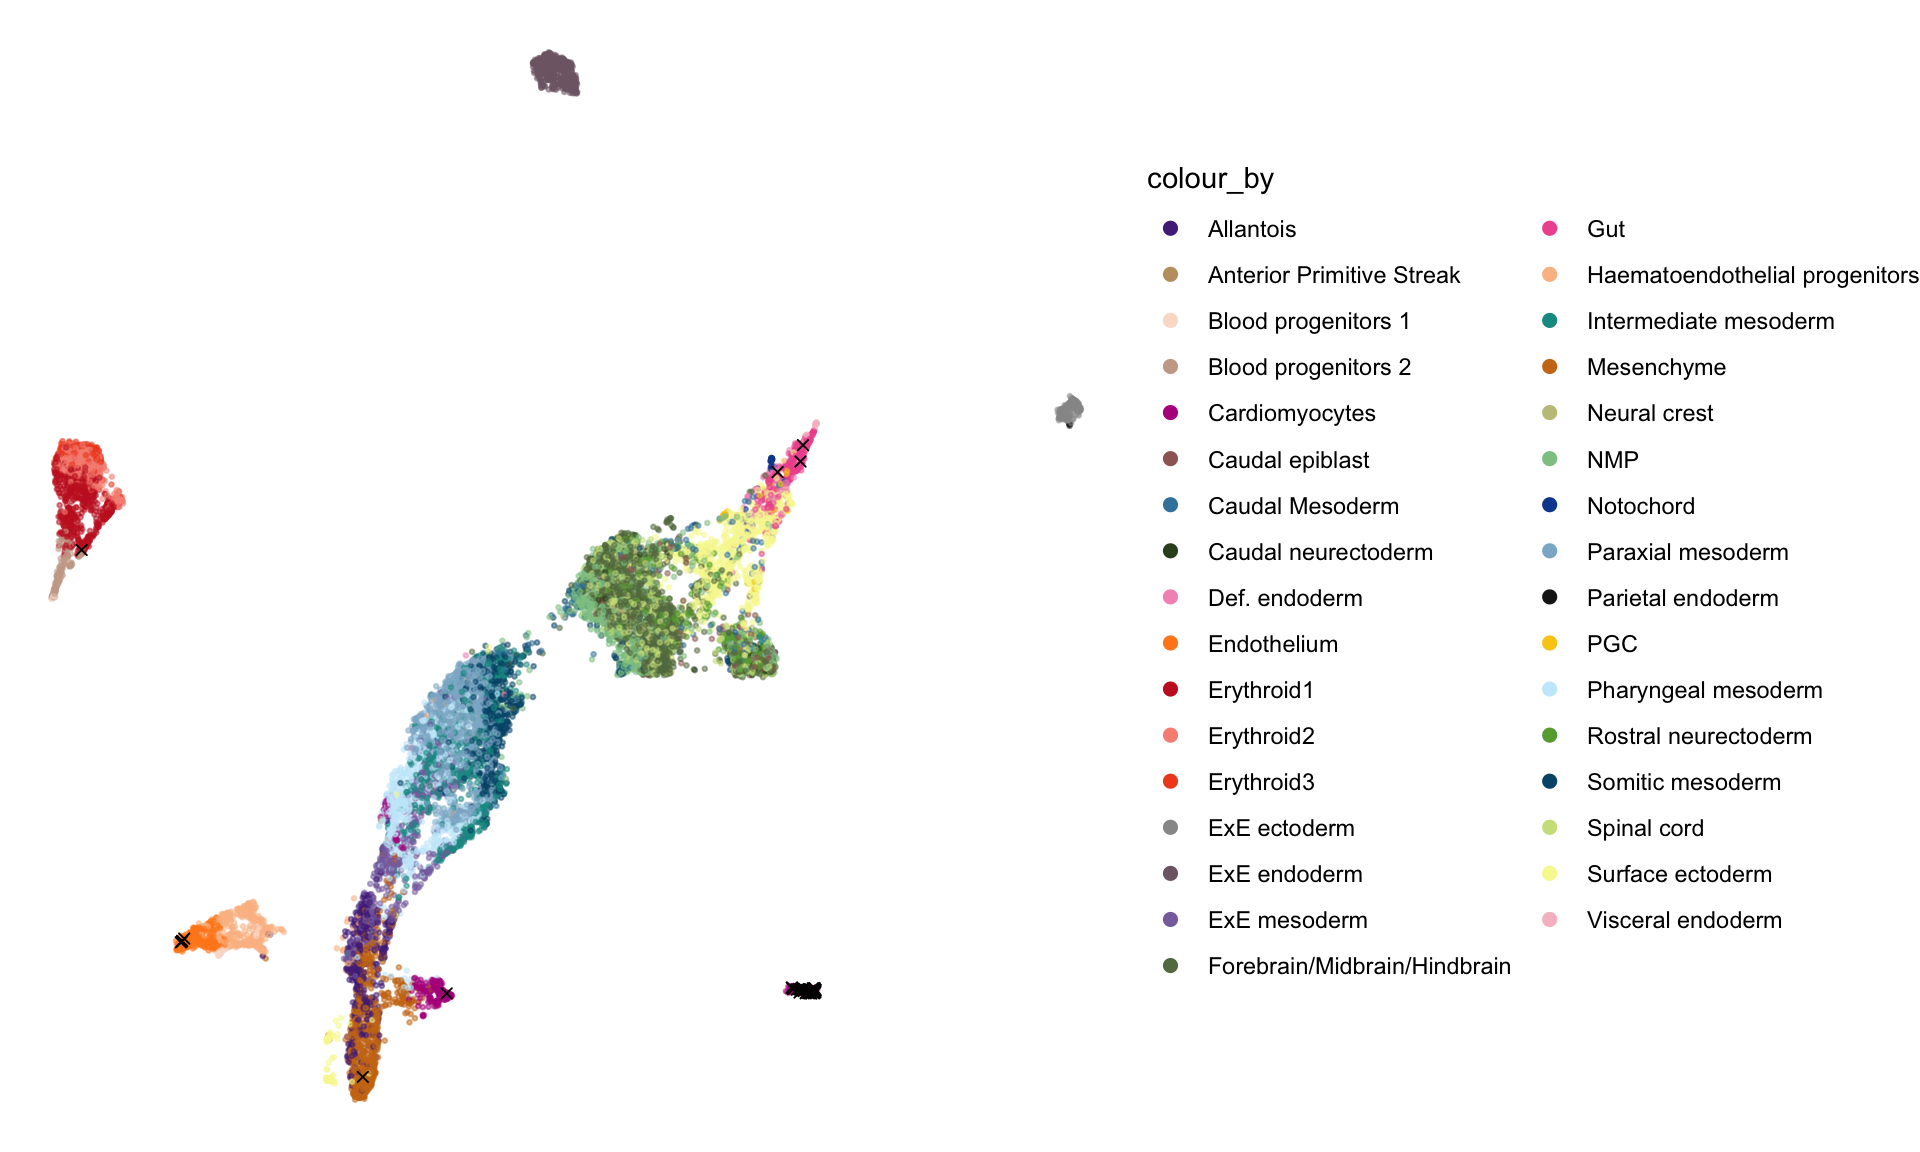 colour_by
Allantois
Anterior Primitive Streak
Blood progenitors 1
Blood progenitors 2
Cardiomyocytes
Caudal epiblast
Caudal Mesoderm
Caudal neurectoderm
Def. endoderm
Endothelium
Erythroid1
Erythroid2
Erythroid3
ExE ectoderm
ExE endoderm
ExE mesoderm
Forebrain/Midbrain/Hindbrain
Gut
Haematoendothelial progenitors
Intermediate mesoderm
Mesenchyme
Neural crest
NMP
Notochord
Paraxial mesoderm
Parietal endoderm
PGC
Pharyngeal mesoderm
Rostral neurectoderm
Somitic mesoderm
Spinal cord
Surface ectoderm
Visceral endoderm